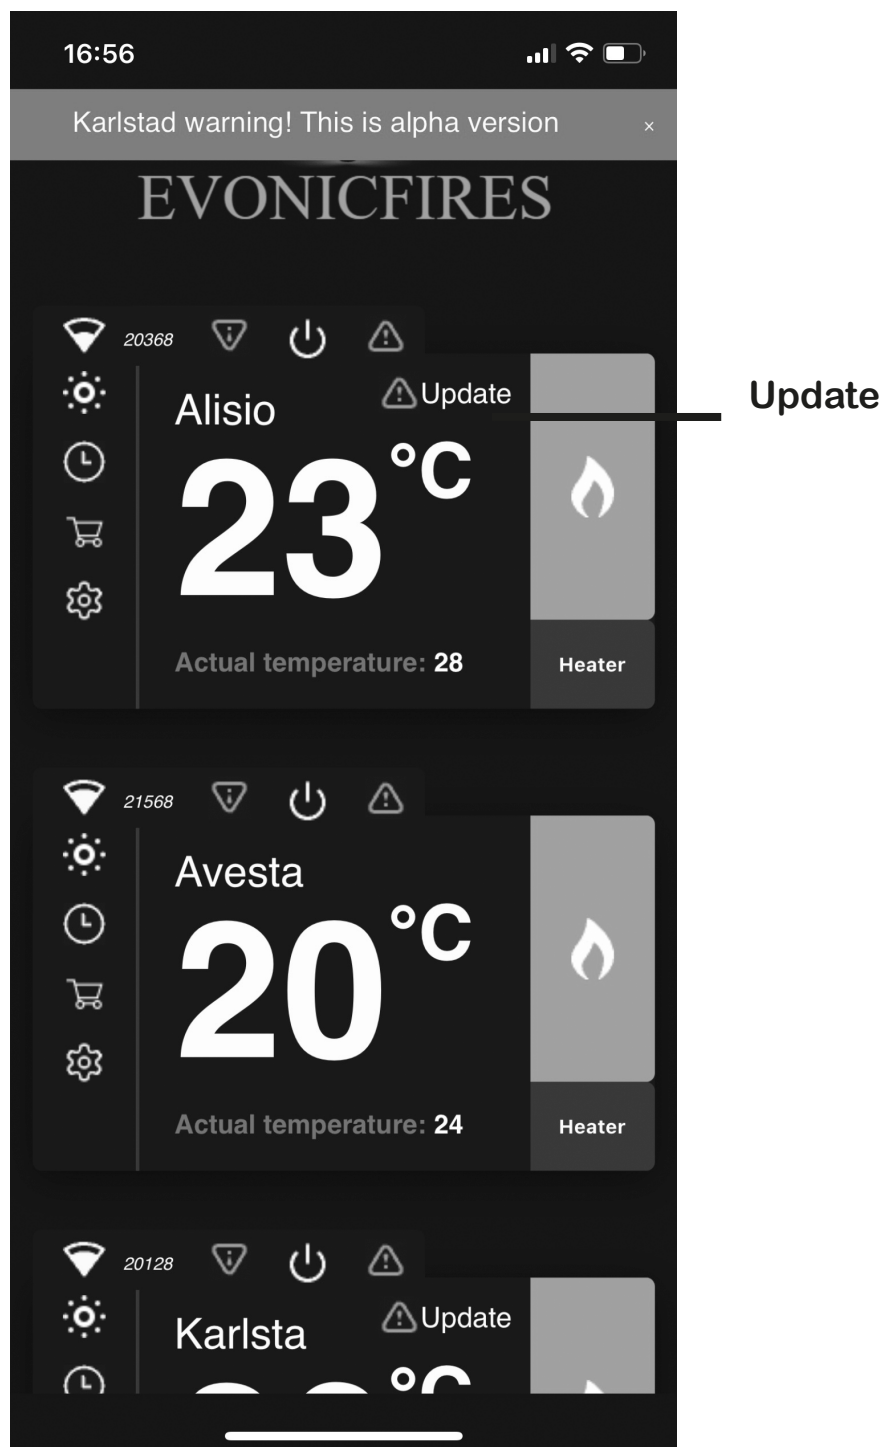 16:56
Karlstad warning! This is alpha version ×
EVONICFIRES
20368
Alisio
Update
Update
23°C
Actual temperature: 28
Heater
21568
Avesta
20°C
Actual temperature: 24
Heater
20128
Karlsta
Update
°C